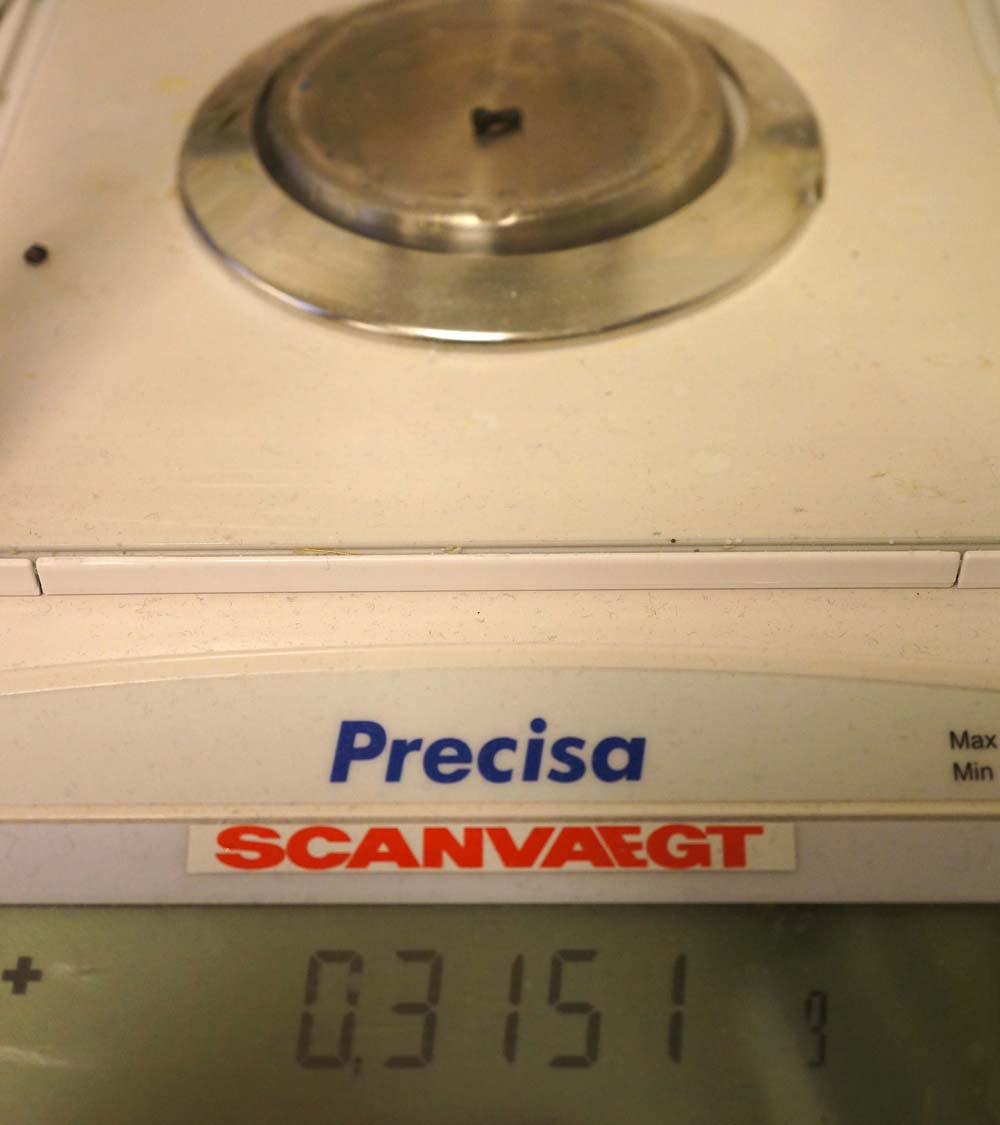 Precisa
Max
Min
SCANVAEGT
+ 0,3151 g